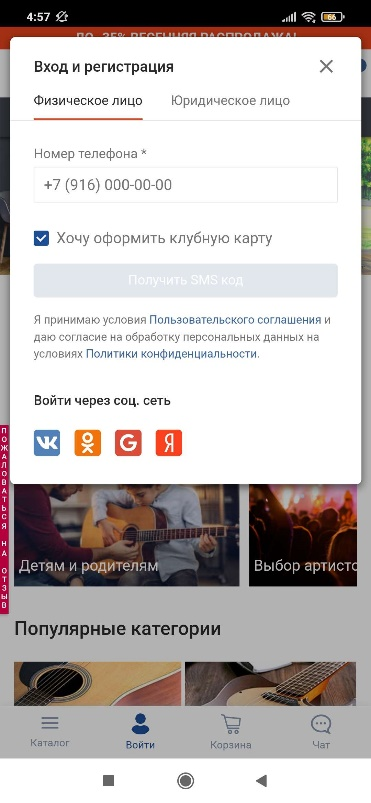 4:57
66
ДО -35% ВЕСЕННЯЯ РАСПРОДАЖА!
Вход и регистрация
Физическое лицо
Юридическое лицо
Номер телефона *
+7 (916) 000-00-00
Хочу оформить клубную карту
Получить SMS код
Я принимаю условия Пользовательского соглашения и
даю согласие на обработку персональных данных на
условиях Политики конфиденциальности.
Войти через соц. сеть
G
Я
ПОЖАЛОВАТЬСЯ НА ОТЗЫВ
Детям и родителям
Выбор артисто
Популярные категории
Каталог
Войти
Корзина
Чат